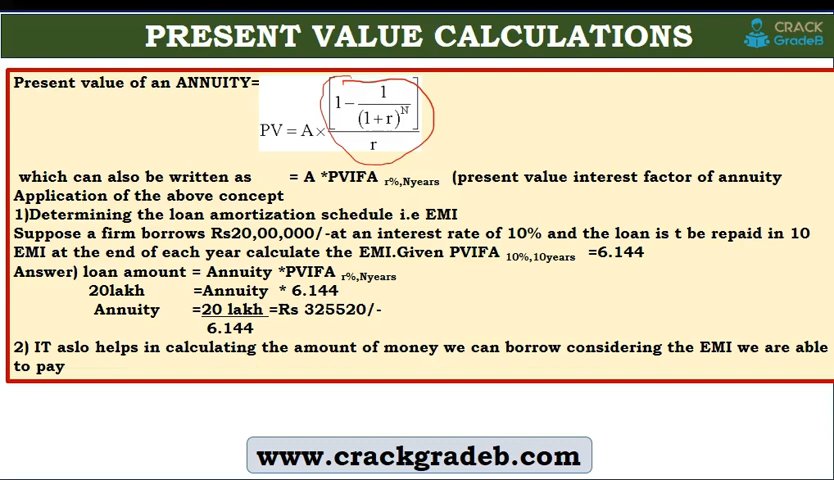 PRESENT VALUE CALCULATIONS
CRACK
GradeB
Present value of an ANNUITY=
PV = A × [1 − 1/(1+r)^N] / r
which can also be written as = A *PVIFA r%,Nyears (present value interest factor of annuity
Application of the above concept
1)Determining the loan amortization schedule i.e EMI
Suppose a firm borrows Rs20,00,000/-at an interest rate of 10% and the loan is t be repaid in 10
EMI at the end of each year calculate the EMI.Given PVIFA 10%,10years =6.144
Answer) loan amount = Annuity *PVIFA r%,Nyears
20lakh =Annuity * 6.144
Annuity =20 lakh =Rs 325520/-
6.144
2) IT aslo helps in calculating the amount of money we can borrow considering the EMI we are able
to pay
www.crackgradeb.com